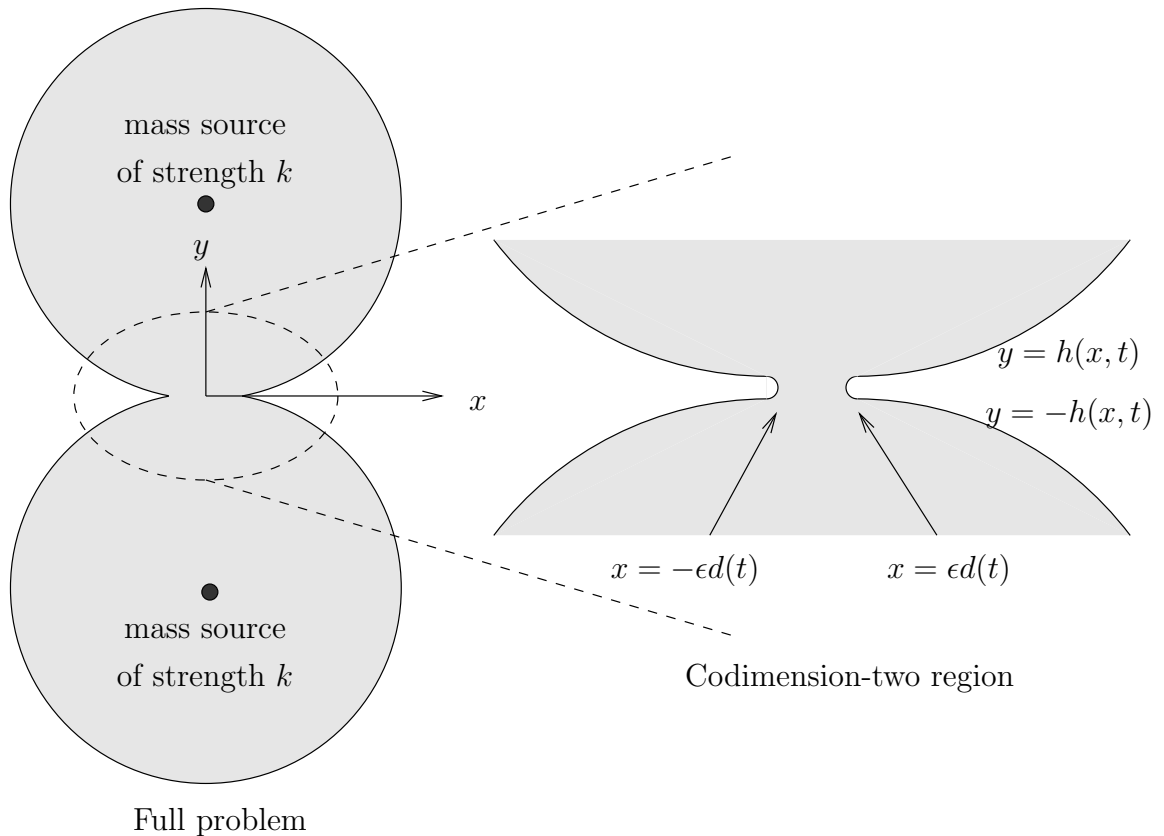 mass source
of strength k
y
x
mass source
of strength k
Full problem
y = h(x, t)
y = −h(x, t)
x = −ϵd(t)
x = ϵd(t)
Codimension-two region